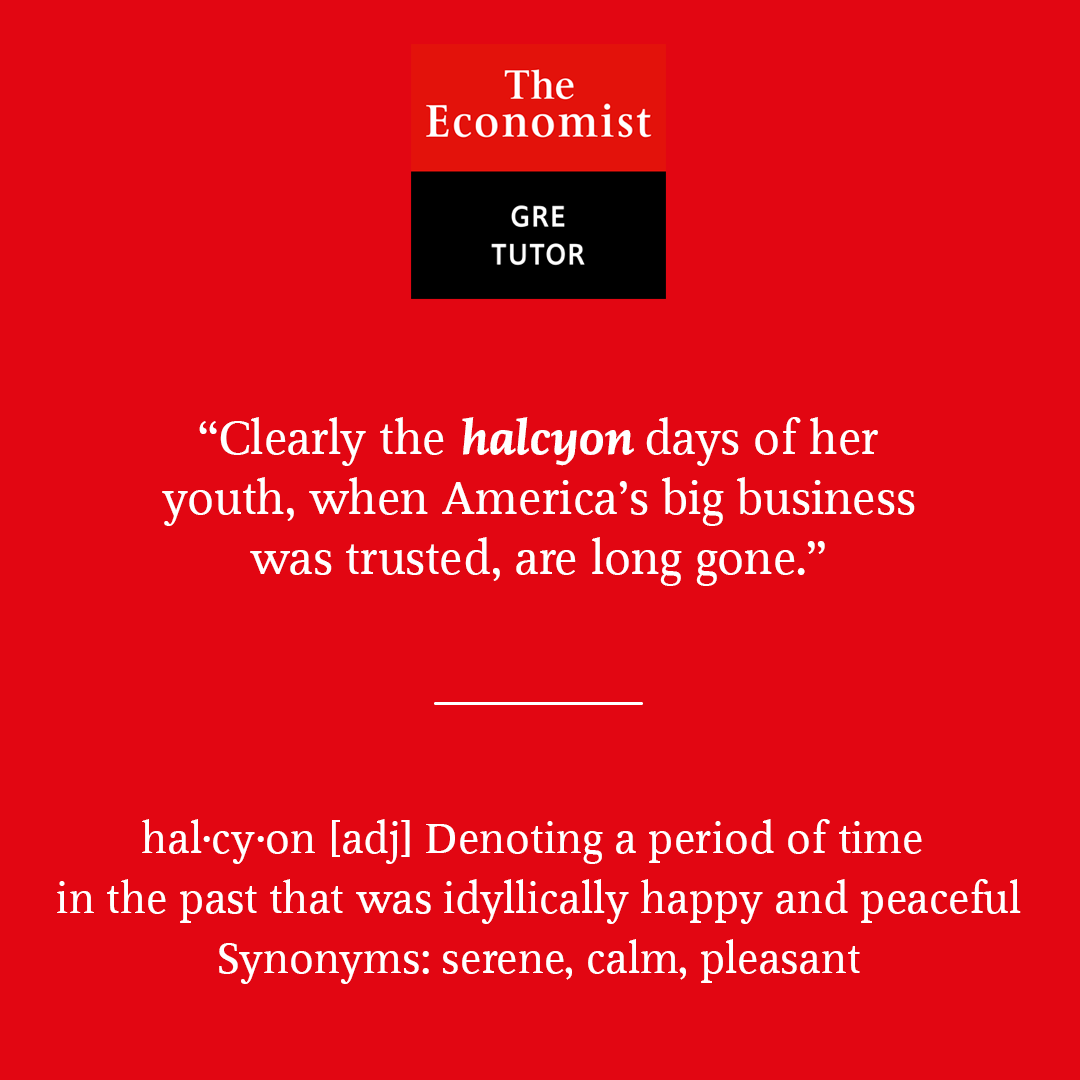 The
Economist
GRE
TUTOR
“Clearly the halcyon days of her
youth, when America’s big business
was trusted, are long gone.”
hal·cy·on [adj] Denoting a period of time
in the past that was idyllically happy and peaceful
Synonyms: serene, calm, pleasant